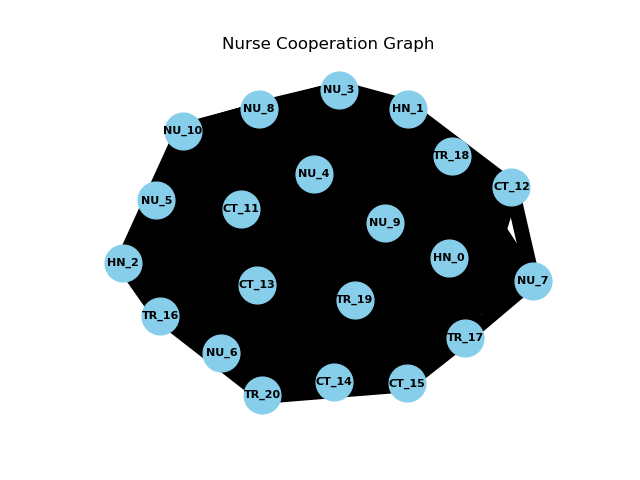 Nurse Cooperation Graph
NU_3
NU_8
HN_1
NU_10
TR_18
NU_4
CT_12
NU_5
CT_11
NU_9
HN_0
HN_2
NU_7
CT_13
TR_19
TR_16
TR_17
NU_6
CT_14
CT_15
TR_20